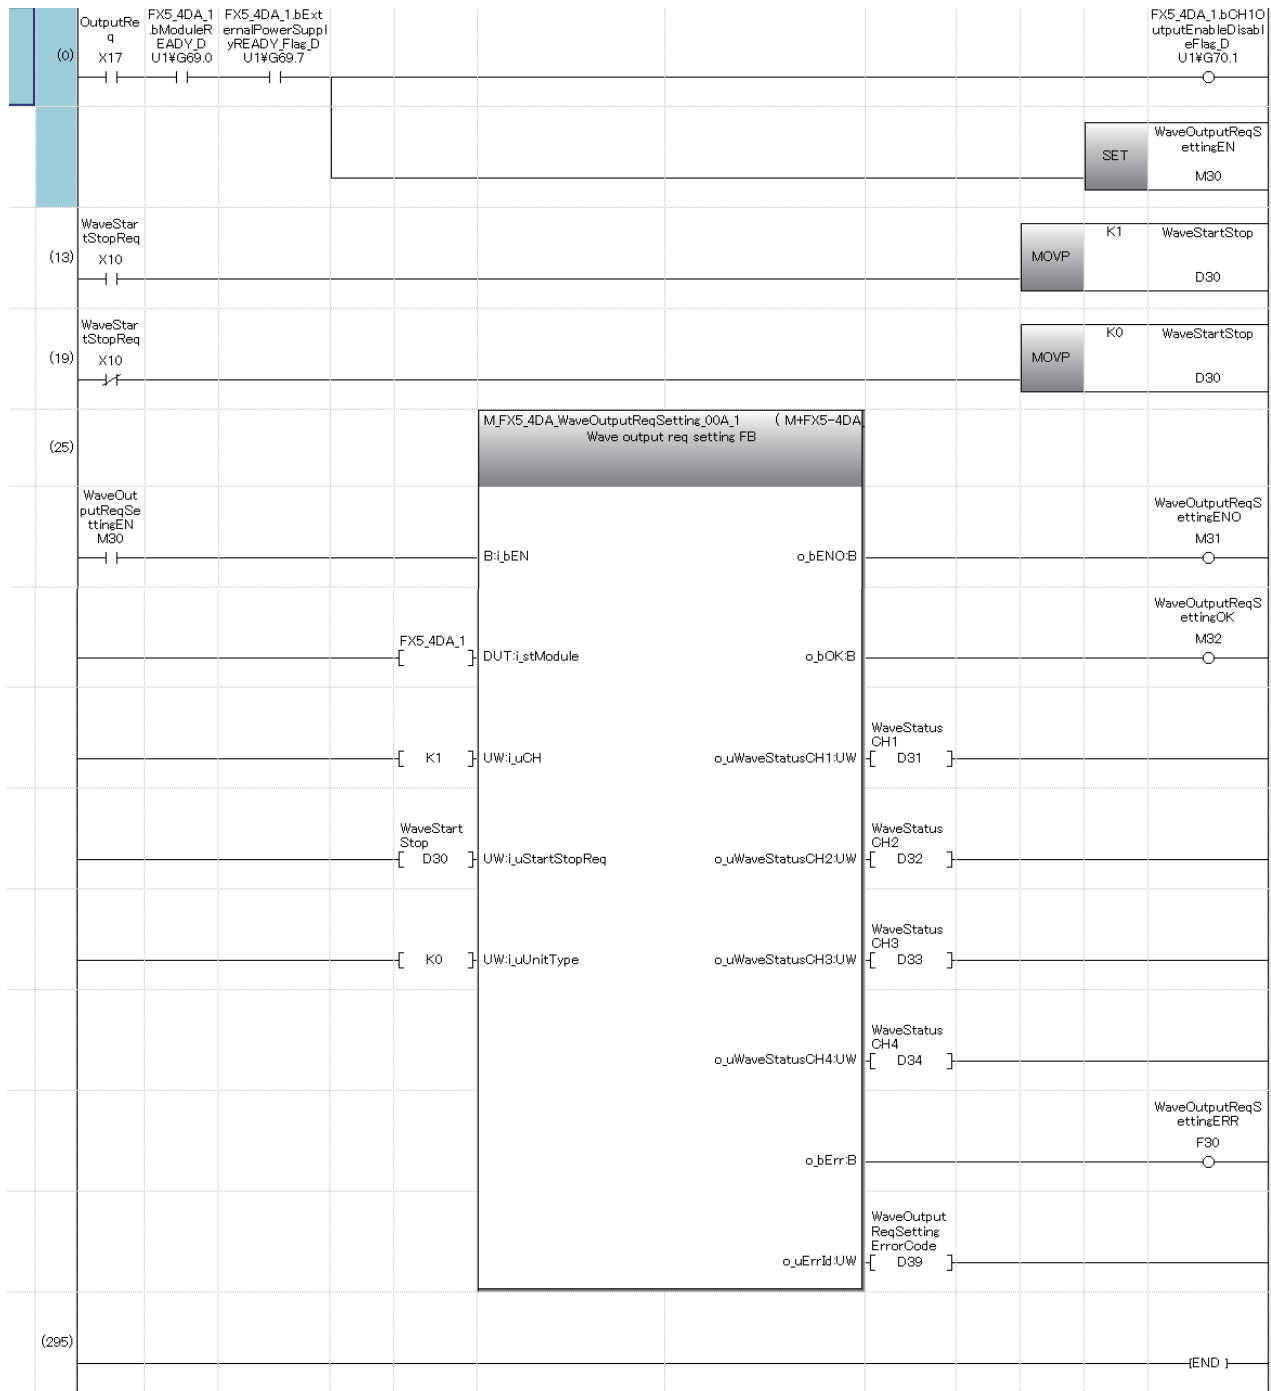 (0)
OutputRe
q
X17
FX5_4DA_1
.bModuleR
EADY_D
U1¥G69.0
FX5_4DA_1.bExt
ernalPowerSuppl
yREADY_Flag_D
U1¥G69.7
FX5_4DA_1.bCH1O
utputEnableDisabl
eFlag_D
U1¥G70.1
SET
WaveOutputReqS
ettingEN
M30
(13)
WaveStar
tStopReq
X10
MOVP
K1
WaveStartStop
D30
(19)
WaveStar
tStopReq
X10
MOVP
K0
WaveStartStop
D30
(25)
M_FX5_4DA_WaveOutputReqSetting_00A_1 ( M+FX5-4DA
Wave output req setting FB
WaveOut
putReqSe
ttingEN
M30
B:i_bEN
o_bENO:B
WaveOutputReqS
ettingENO
M31
FX5_4DA_1
DUT:i_stModule
o_bOK:B
WaveOutputReqS
ettingOK
M32
K1
UW:i_uCH
o_uWaveStatusCH1:UW
WaveStatus
CH1
D31
WaveStart
Stop
D30
UW:i_uStartStopReq
o_uWaveStatusCH2:UW
WaveStatus
CH2
D32
K0
UW:i_uUnitType
o_uWaveStatusCH3:UW
WaveStatus
CH3
D33
o_uWaveStatusCH4:UW
WaveStatus
CH4
D34
o_bErr:B
WaveOutputReqS
ettingERR
F30
o_uErrId:UW
WaveOutput
ReqSetting
ErrorCode
D39
(295)
[END ]